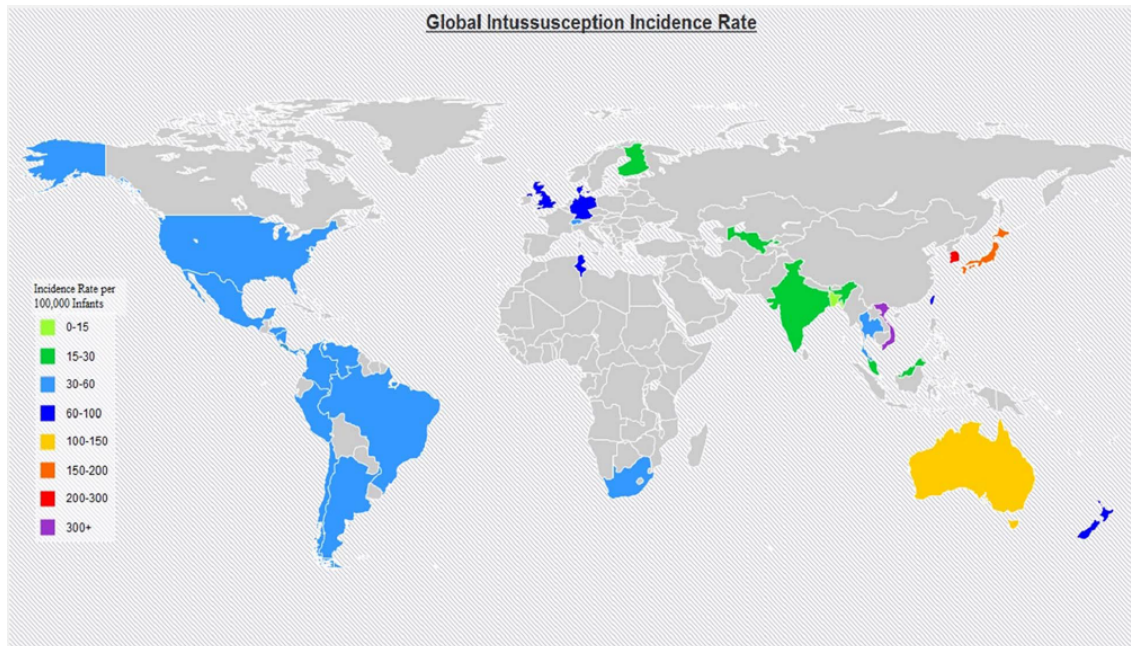 Global Intussusception Incidence Rate
Incidence Rate per
100,000 Infants
0-15
15-30
30-60
60-100
100-150
150-200
200-300
300+